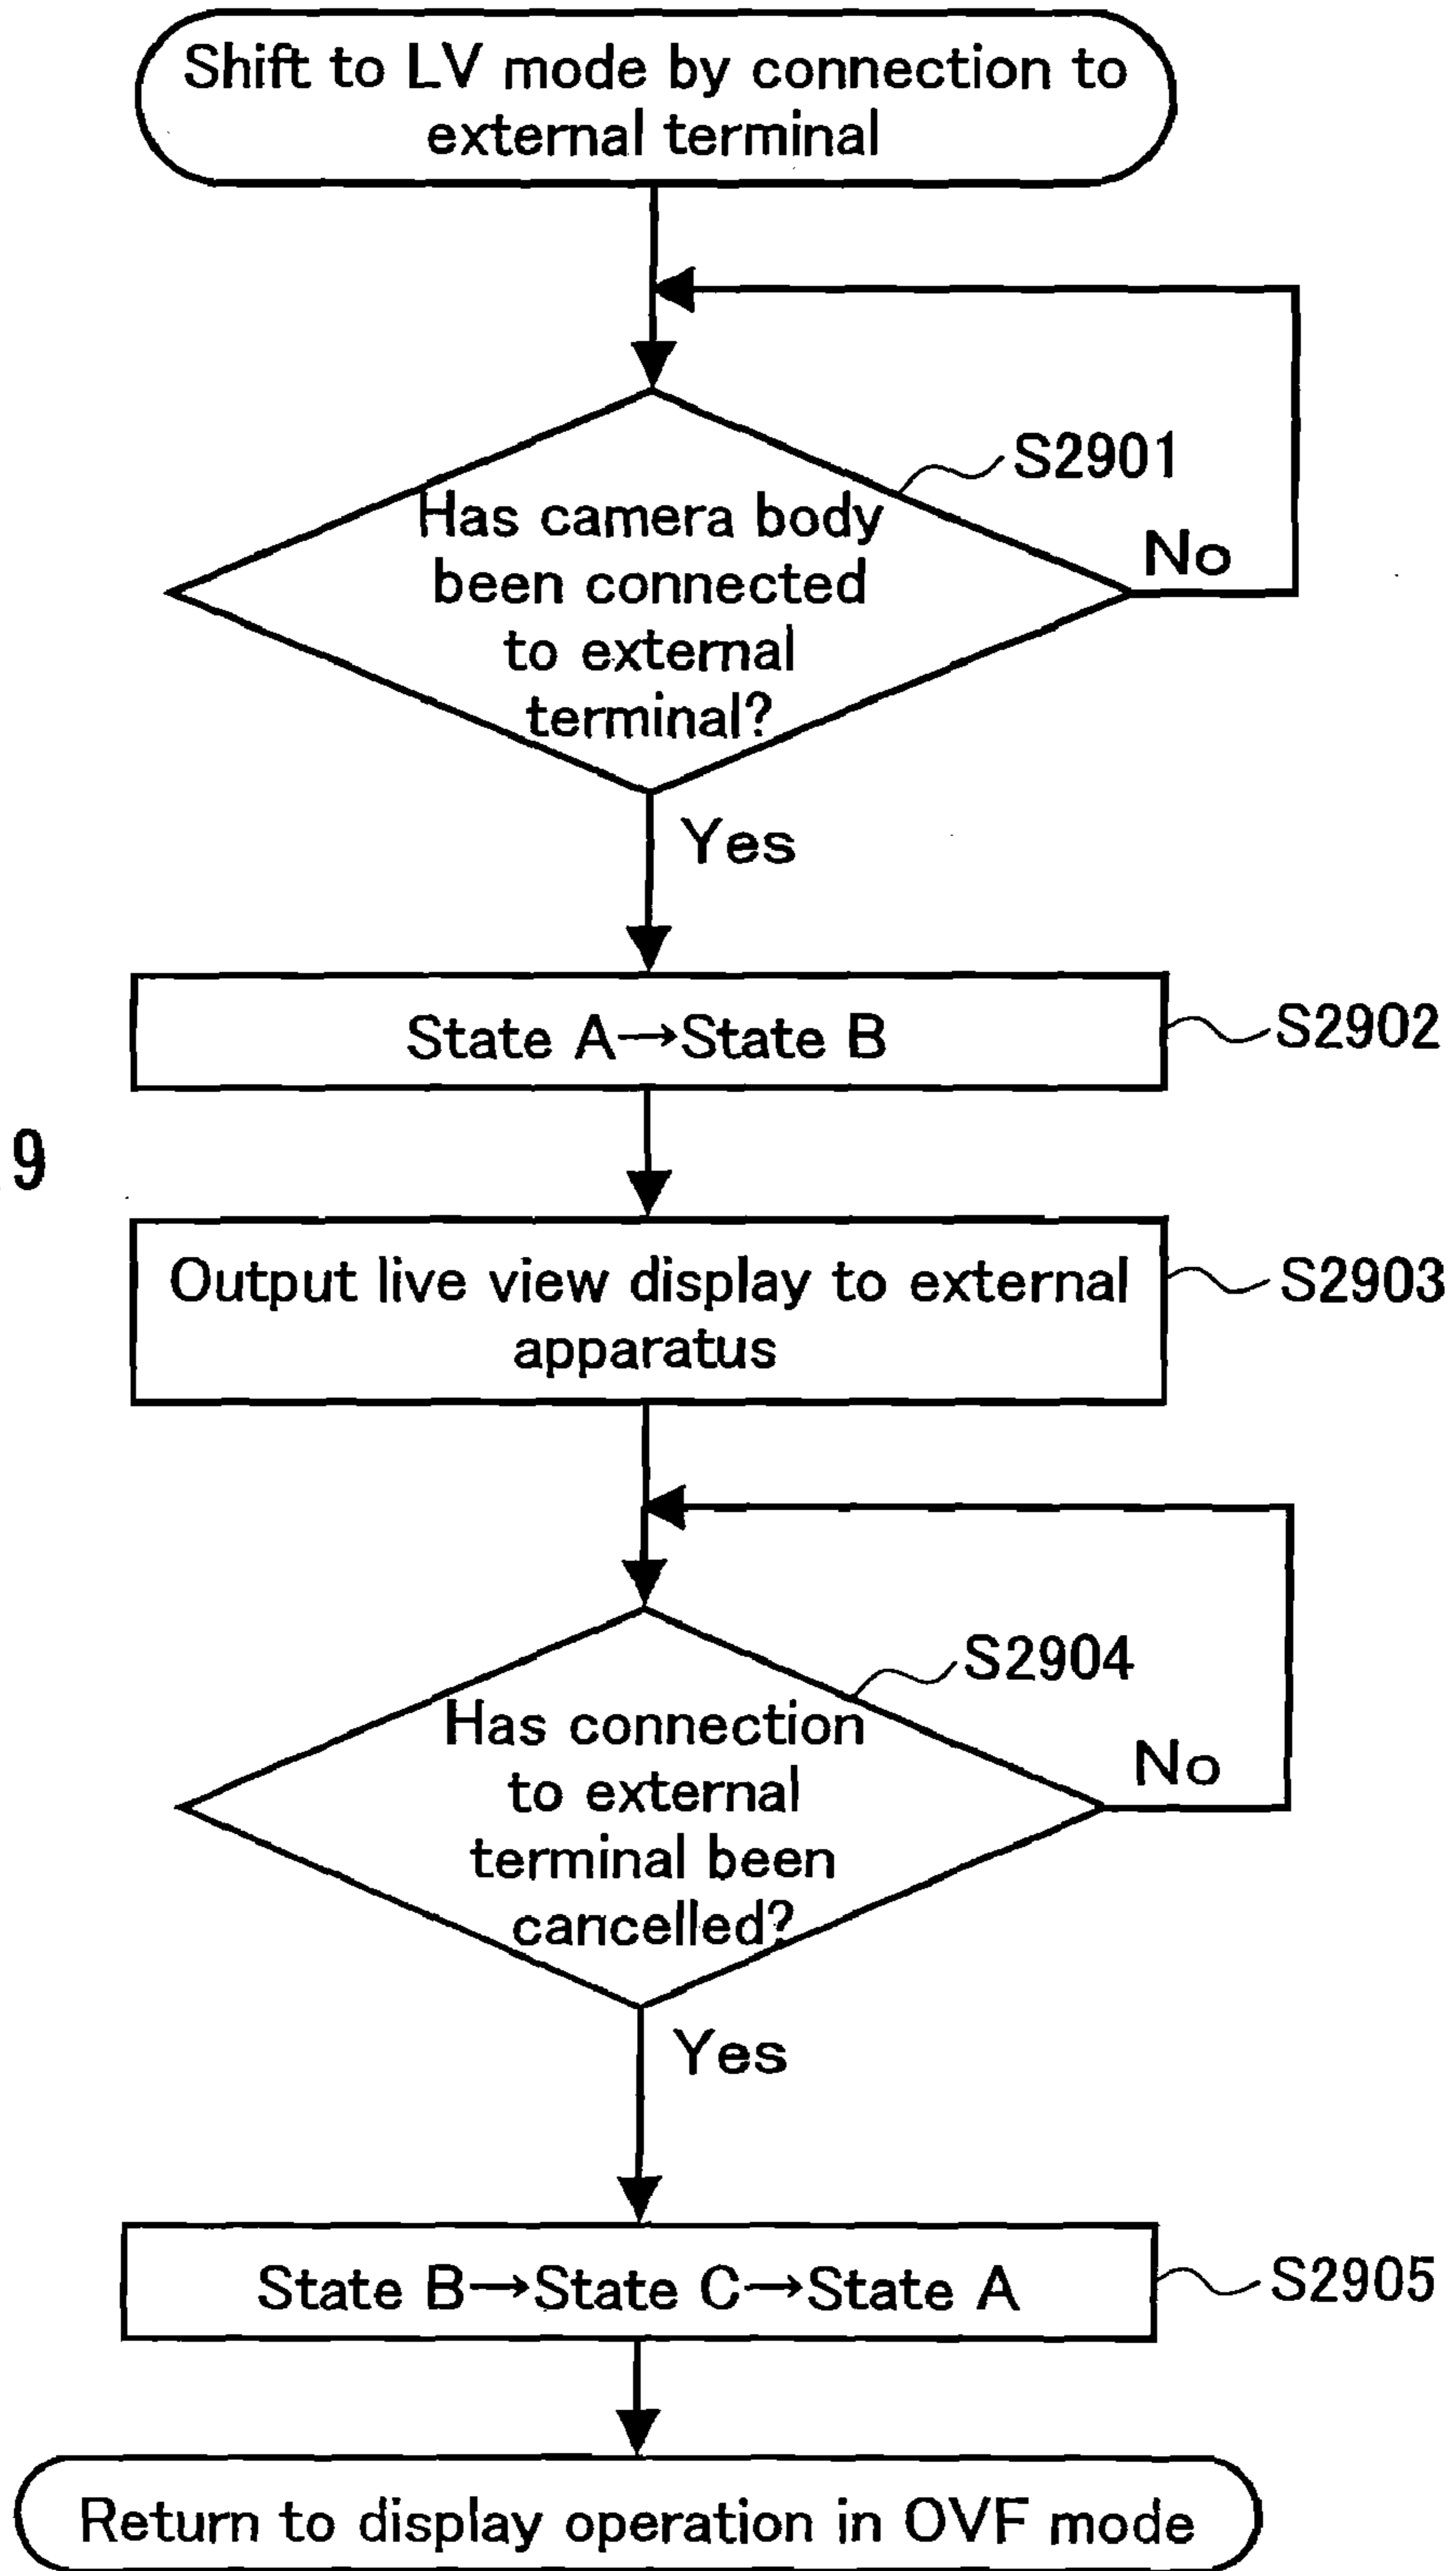 Shift to LV mode by connection to
external terminal
S2901
Has camera body
been connected
to external
terminal?
No
Yes
State A→State B
S2902
9
Output live view display to external
apparatus
S2903
S2904
Has connection
to external
terminal been
cancelled?
No
Yes
State B→State C→State A
S2905
Return to display operation in OVF mode